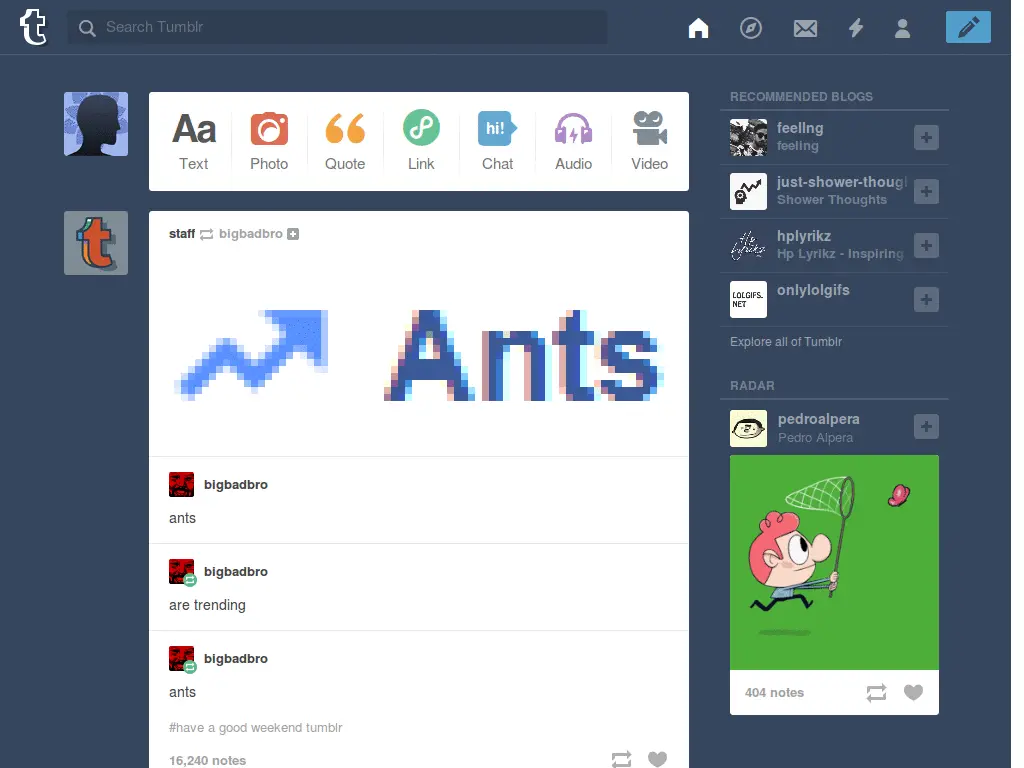 t
Search Tumblr
Aa
Text
Photo
Quote
Link
hi!
Chat
Audio
Video
staff bigbadbro
Ants
bigbadbro
ants
bigbadbro
are trending
bigbadbro
ants
#have a good weekend tumblr
16,240 notes
RECOMMENDED BLOGS
feeling
feeling
just-shower-though
Shower Thoughts
hplyrikz
Hp Lyrikz - Inspiring
LOLGIFS.
NET
onlylolgifs
Explore all of Tumblr
RADAR
pedroalpera
Pedro Alpera
404 notes